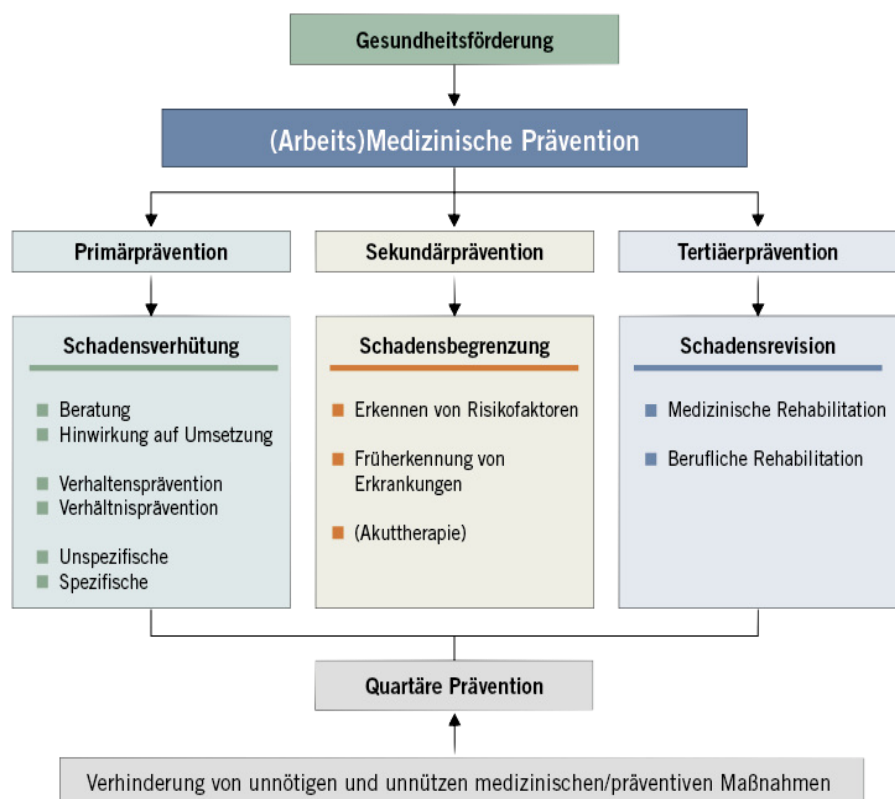 Gesundheitsförderung
(Arbeits)Medizinische Prävention
Primärprävention
Sekundärprävention
Tertiäerprävention
Schadensverhütung
Beratung
Hinwirkung auf Umsetzung
Verhaltensprävention
Verhältnisprävention
Unspezifische
Spezifische
Schadensbegrenzung
Erkennen von Risikofaktoren
Früherkennung von
Erkrankungen
(Akuttherapie)
Schadensrevision
Medizinische Rehabilitation
Berufliche Rehabilitation
Quartäre Prävention
Verhinderung von unnötigen und unnützen medizinischen/präventiven Maßnahmen